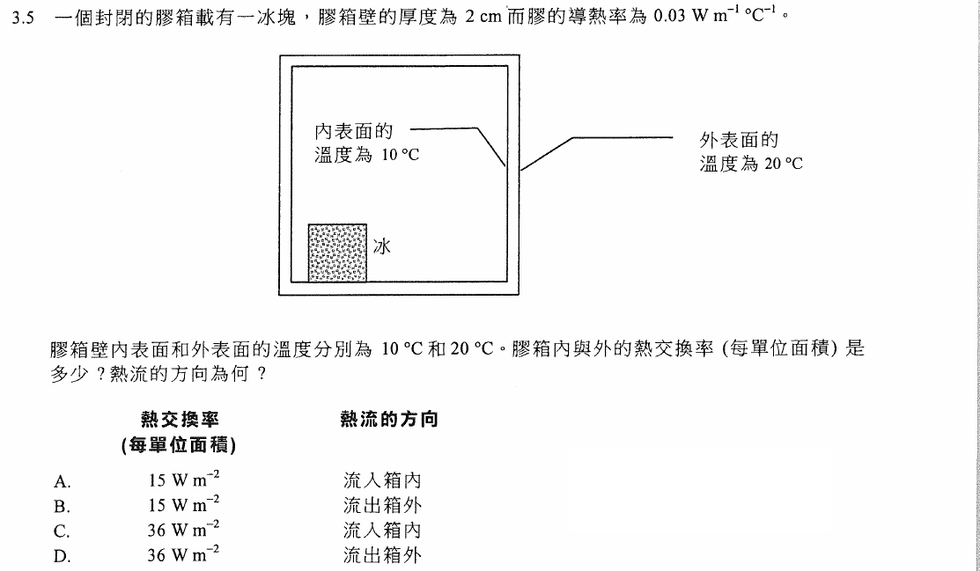 3.5 一個封閉的膠箱載有一冰塊，膠箱壁的厚度為 2 cm 而膠的導熱率為 0.03 W m⁻¹ °C⁻¹。
內表面的
溫度為 10 °C
外表面的
溫度為 20 °C
冰
膠箱壁內表面和外表面的溫度分別為 10 °C 和 20 °C。膠箱內與外的熱交換率 (每單位面積) 是
多少？熱流的方向為何？
熱交換率 熱流的方向
(每單位面積)
A. 15 W m⁻² 流入箱內
B. 15 W m⁻² 流出箱外
C. 36 W m⁻² 流入箱內
D. 36 W m⁻² 流出箱外